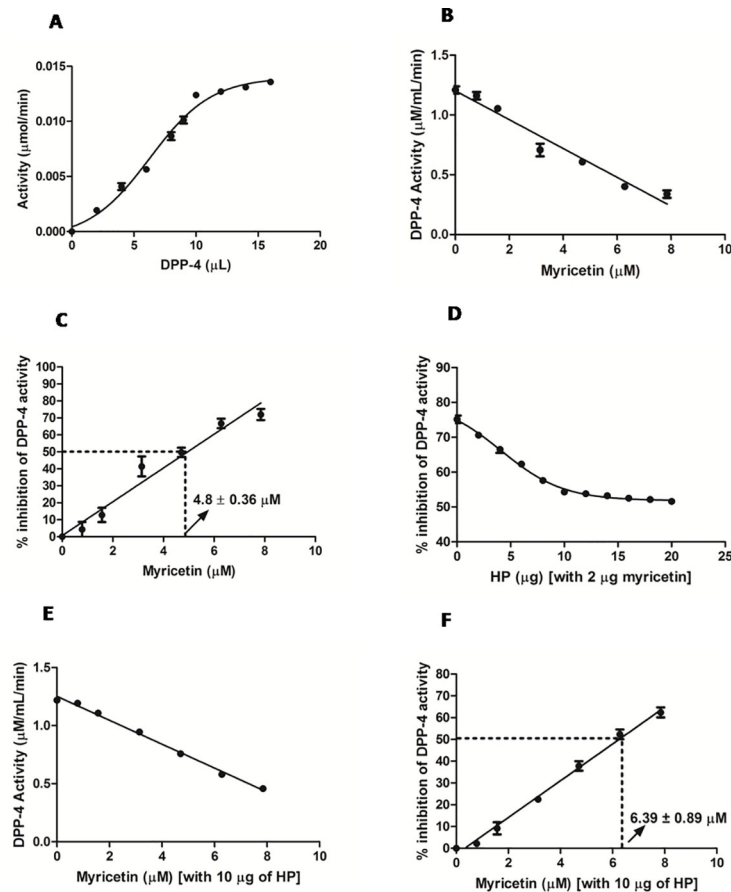 A
0.015
0.010
0.005
0.000
Activity (μmol/min)
0 5 10 15 20
DPP-4 (μL)
B
1.5
1.0
0.5
0.0
DPP-4 Activity (μM/mL/min)
0 2 4 6 8 10
Myricetin (μM)
C
100
90
80
70
60
50
40
30
20
10
0
% inhibition of DPP-4 activity
4.8 ± 0.36 μM
0 2 4 6 8 10
Myricetin (μM)
D
90
80
70
60
50
40
% inhibition of DPP-4 activity
0 5 10 15 20 25
HP (μg) [with 2 μg myricetin]
E
1.5
1.0
0.5
0.0
DPP-4 Activity (μM/mL/min)
0 2 4 6 8 10
Myricetin (μM) [with 10 μg of HP]
F
80
70
60
50
40
30
20
10
0
% inhibition of DPP-4 activity
6.39 ± 0.89 μM
0 2 4 6 8 10
Myricetin (μM) [with 10 μg of HP]